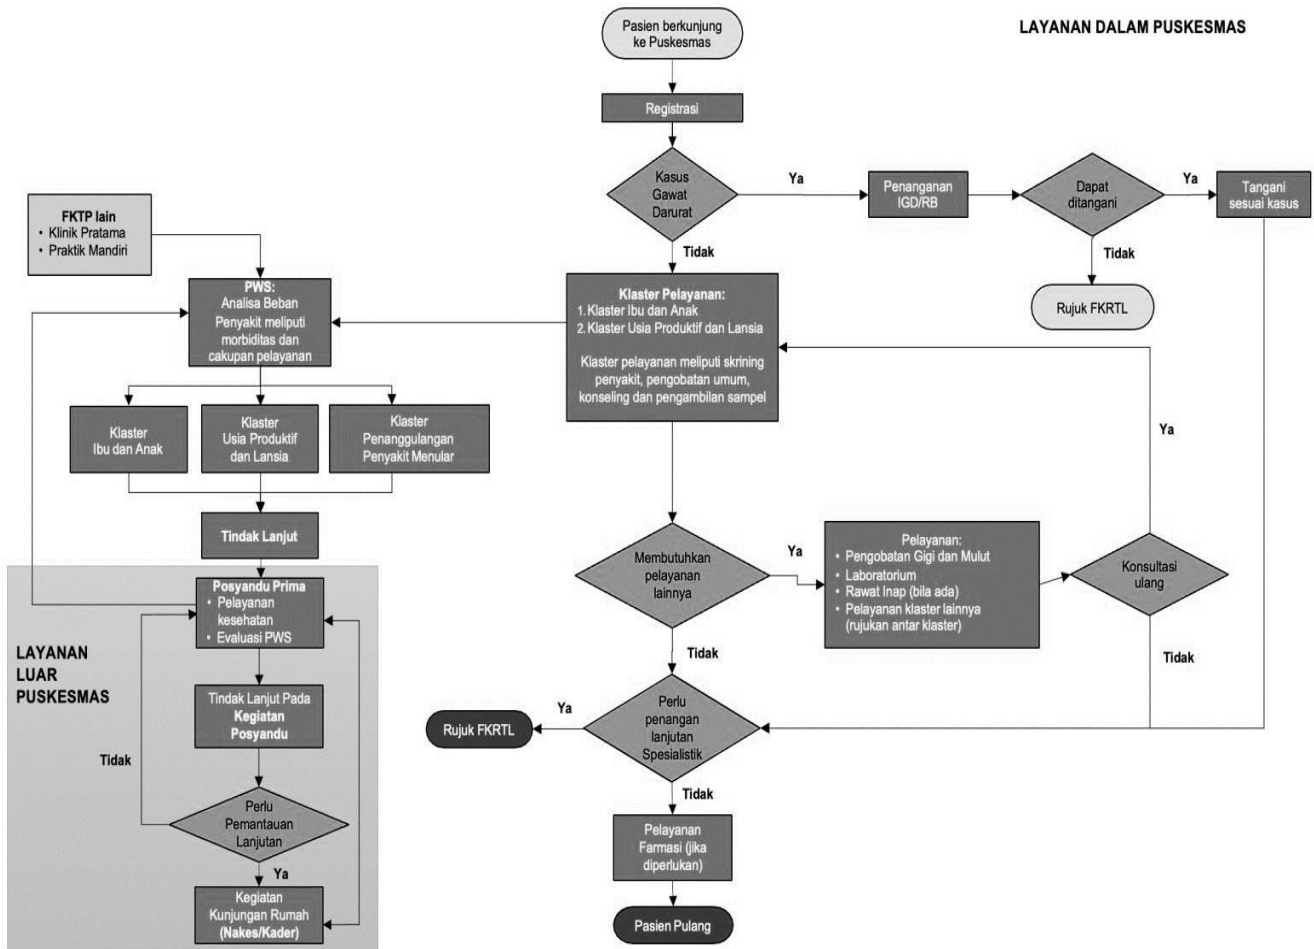 LAYANAN DALAM PUSKESMAS
Pasien berkunjung
ke Puskesmas
Registrasi
Kasus
Gawat
Darurat
Ya
Penanganan
IGD/RB
Dapat
ditangani
Ya
Tangani
sesuai kasus
Tidak
Rujuk FKRTL
Tidak
Klaster Pelayanan:
1. Klaster Ibu dan Anak
2. Klaster Usia Produktif dan Lansia
Klaster pelayanan meliputi skrining
penyakit, pengobatan umum,
konseling dan pengambilan sampel
FKTP lain
• Klinik Pratama
• Praktik Mandiri
PWS:
Analisa Beban
Penyakit meliputi
morbiditas dan
cakupan pelayanan
Klaster
Ibu dan Anak
Klaster
Usia Produktif
dan Lansia
Klaster
Penanggulangan
Penyakit Menular
Tindak Lanjut
Membutuhkan
pelayanan
lainnya
Ya
Pelayanan:
• Pengobatan Gigi dan Mulut
• Laboratorium
• Rawat Inap (bila ada)
• Pelayanan klaster lainnya
(rujukan antar klaster)
Konsultasi
ulang
Ya
Tidak
Tidak
Perlu
penangan
lanjutan
Spesialistik
Ya
Rujuk FKRTL
Tidak
Pelayanan
Farmasi (jika
diperlukan)
Pasien Pulang
LAYANAN
LUAR
PUSKESMAS
Posyandu Prima
• Pelayanan
kesehatan
• Evaluasi PWS
Tindak Lanjut Pada
Kegiatan
Posyandu
Tidak
Perlu
Pemantauan
Lanjutan
Ya
Kegiatan
Kunjungan Rumah
(Nakes/Kader)